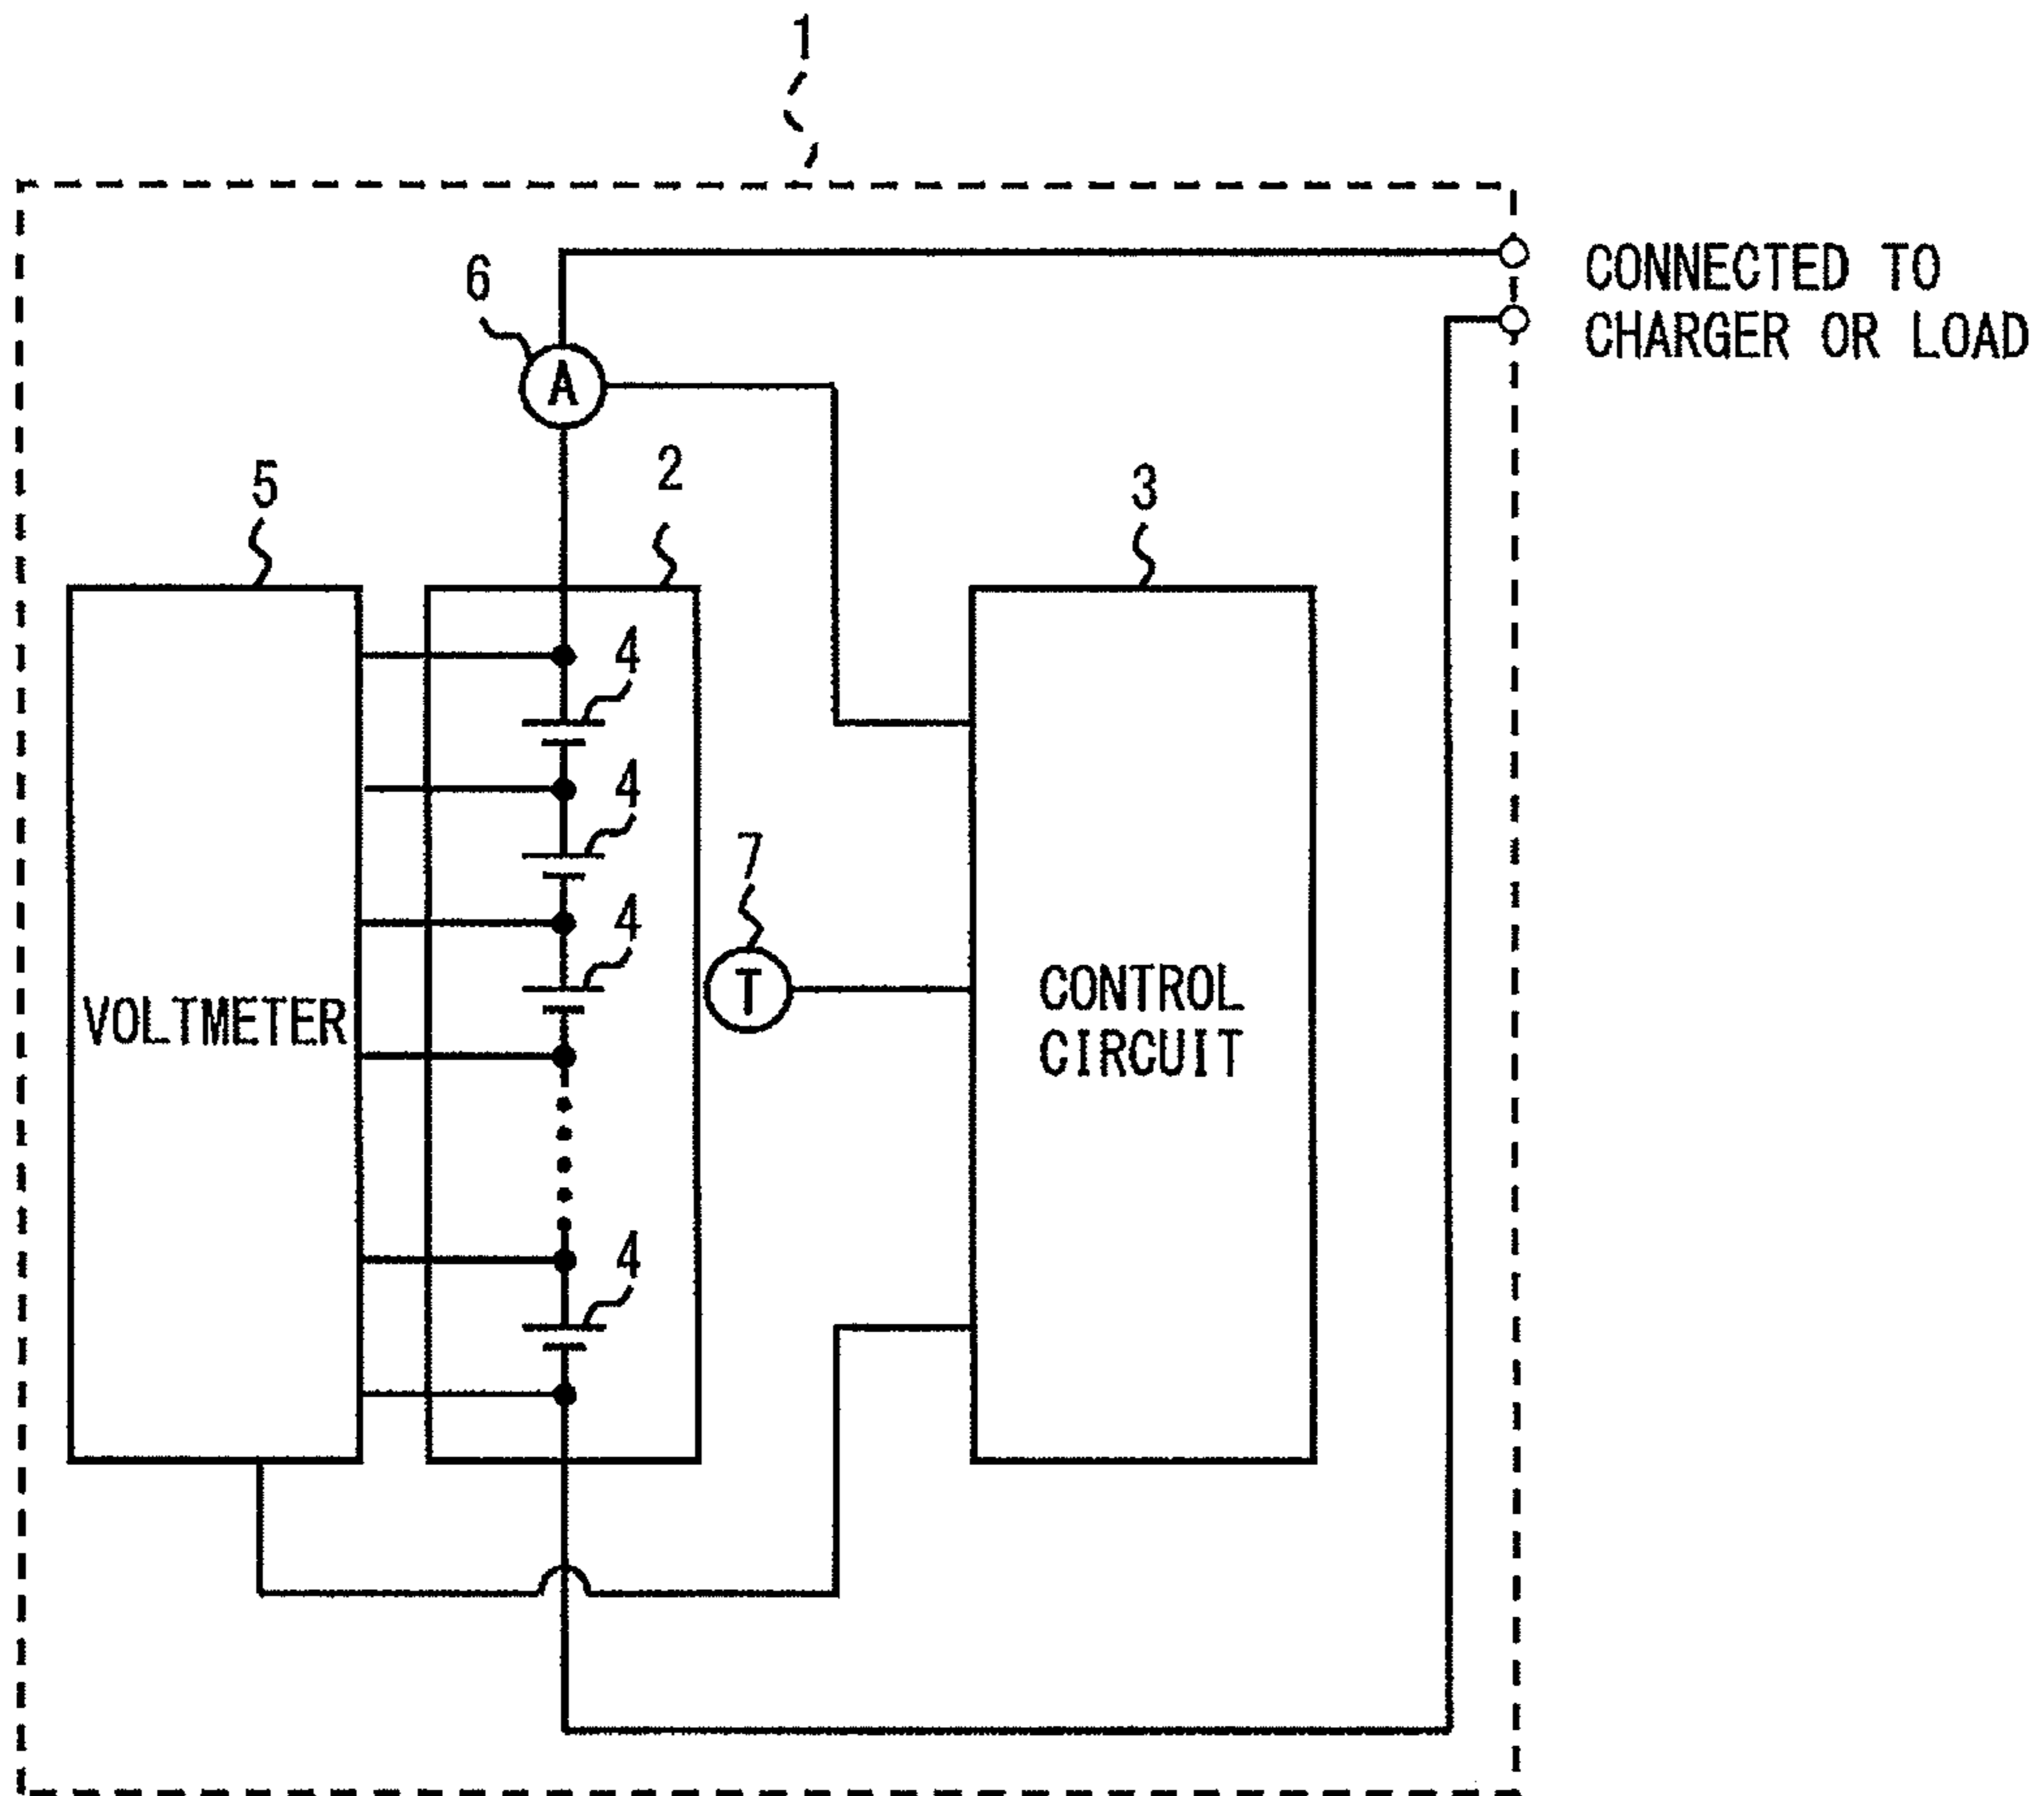 1
6
CONNECTED TO
CHARGER OR LOAD
A
5
2
3
4
4
7
4
T
VOLTMETER
CONTROL
CIRCUIT
4